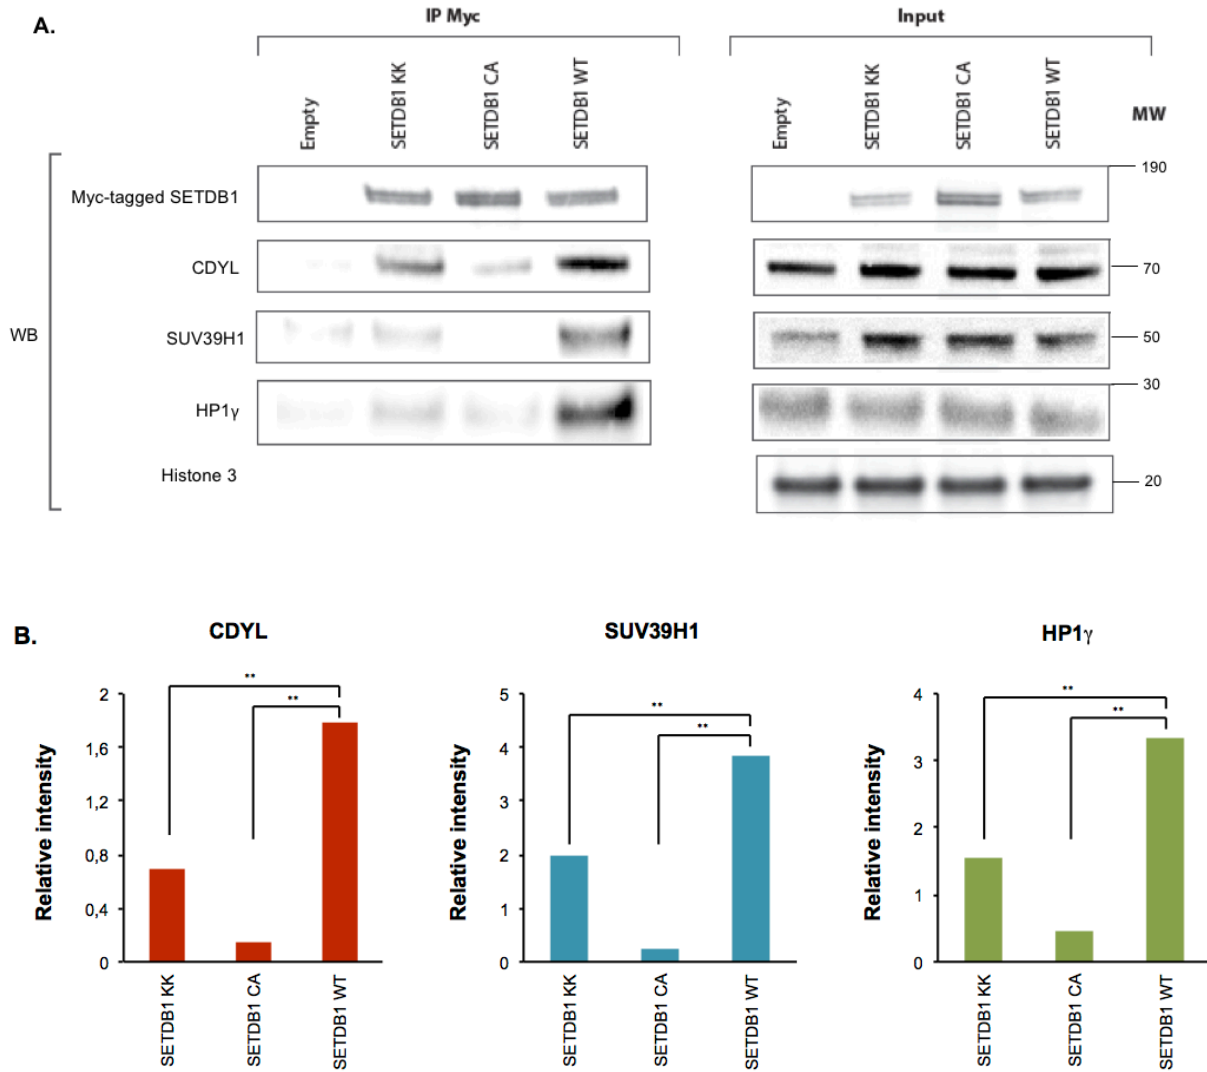 A.
IP Myc
Input
Empty
SETDB1 KK
SETDB1 CA
SETDB1 WT
Empty
SETDB1 KK
SETDB1 CA
SETDB1 WT
MW
WB
Myc-tagged SETDB1
190
CDYL
70
SUV39H1
50
HP1γ
30
Histone 3
20
B.
CDYL
Relative intensity
2
1,6
1,2
0,8
0,4
0
**
**
SETDB1 KK
SETDB1 CA
SETDB1 WT
SUV39H1
Relative intensity
5
4
3
2
1
0
**
**
SETDB1 KK
SETDB1 CA
SETDB1 WT
HP1γ
Relative intensity
4
3
2
1
0
**
**
SETDB1 KK
SETDB1 CA
SETDB1 WT